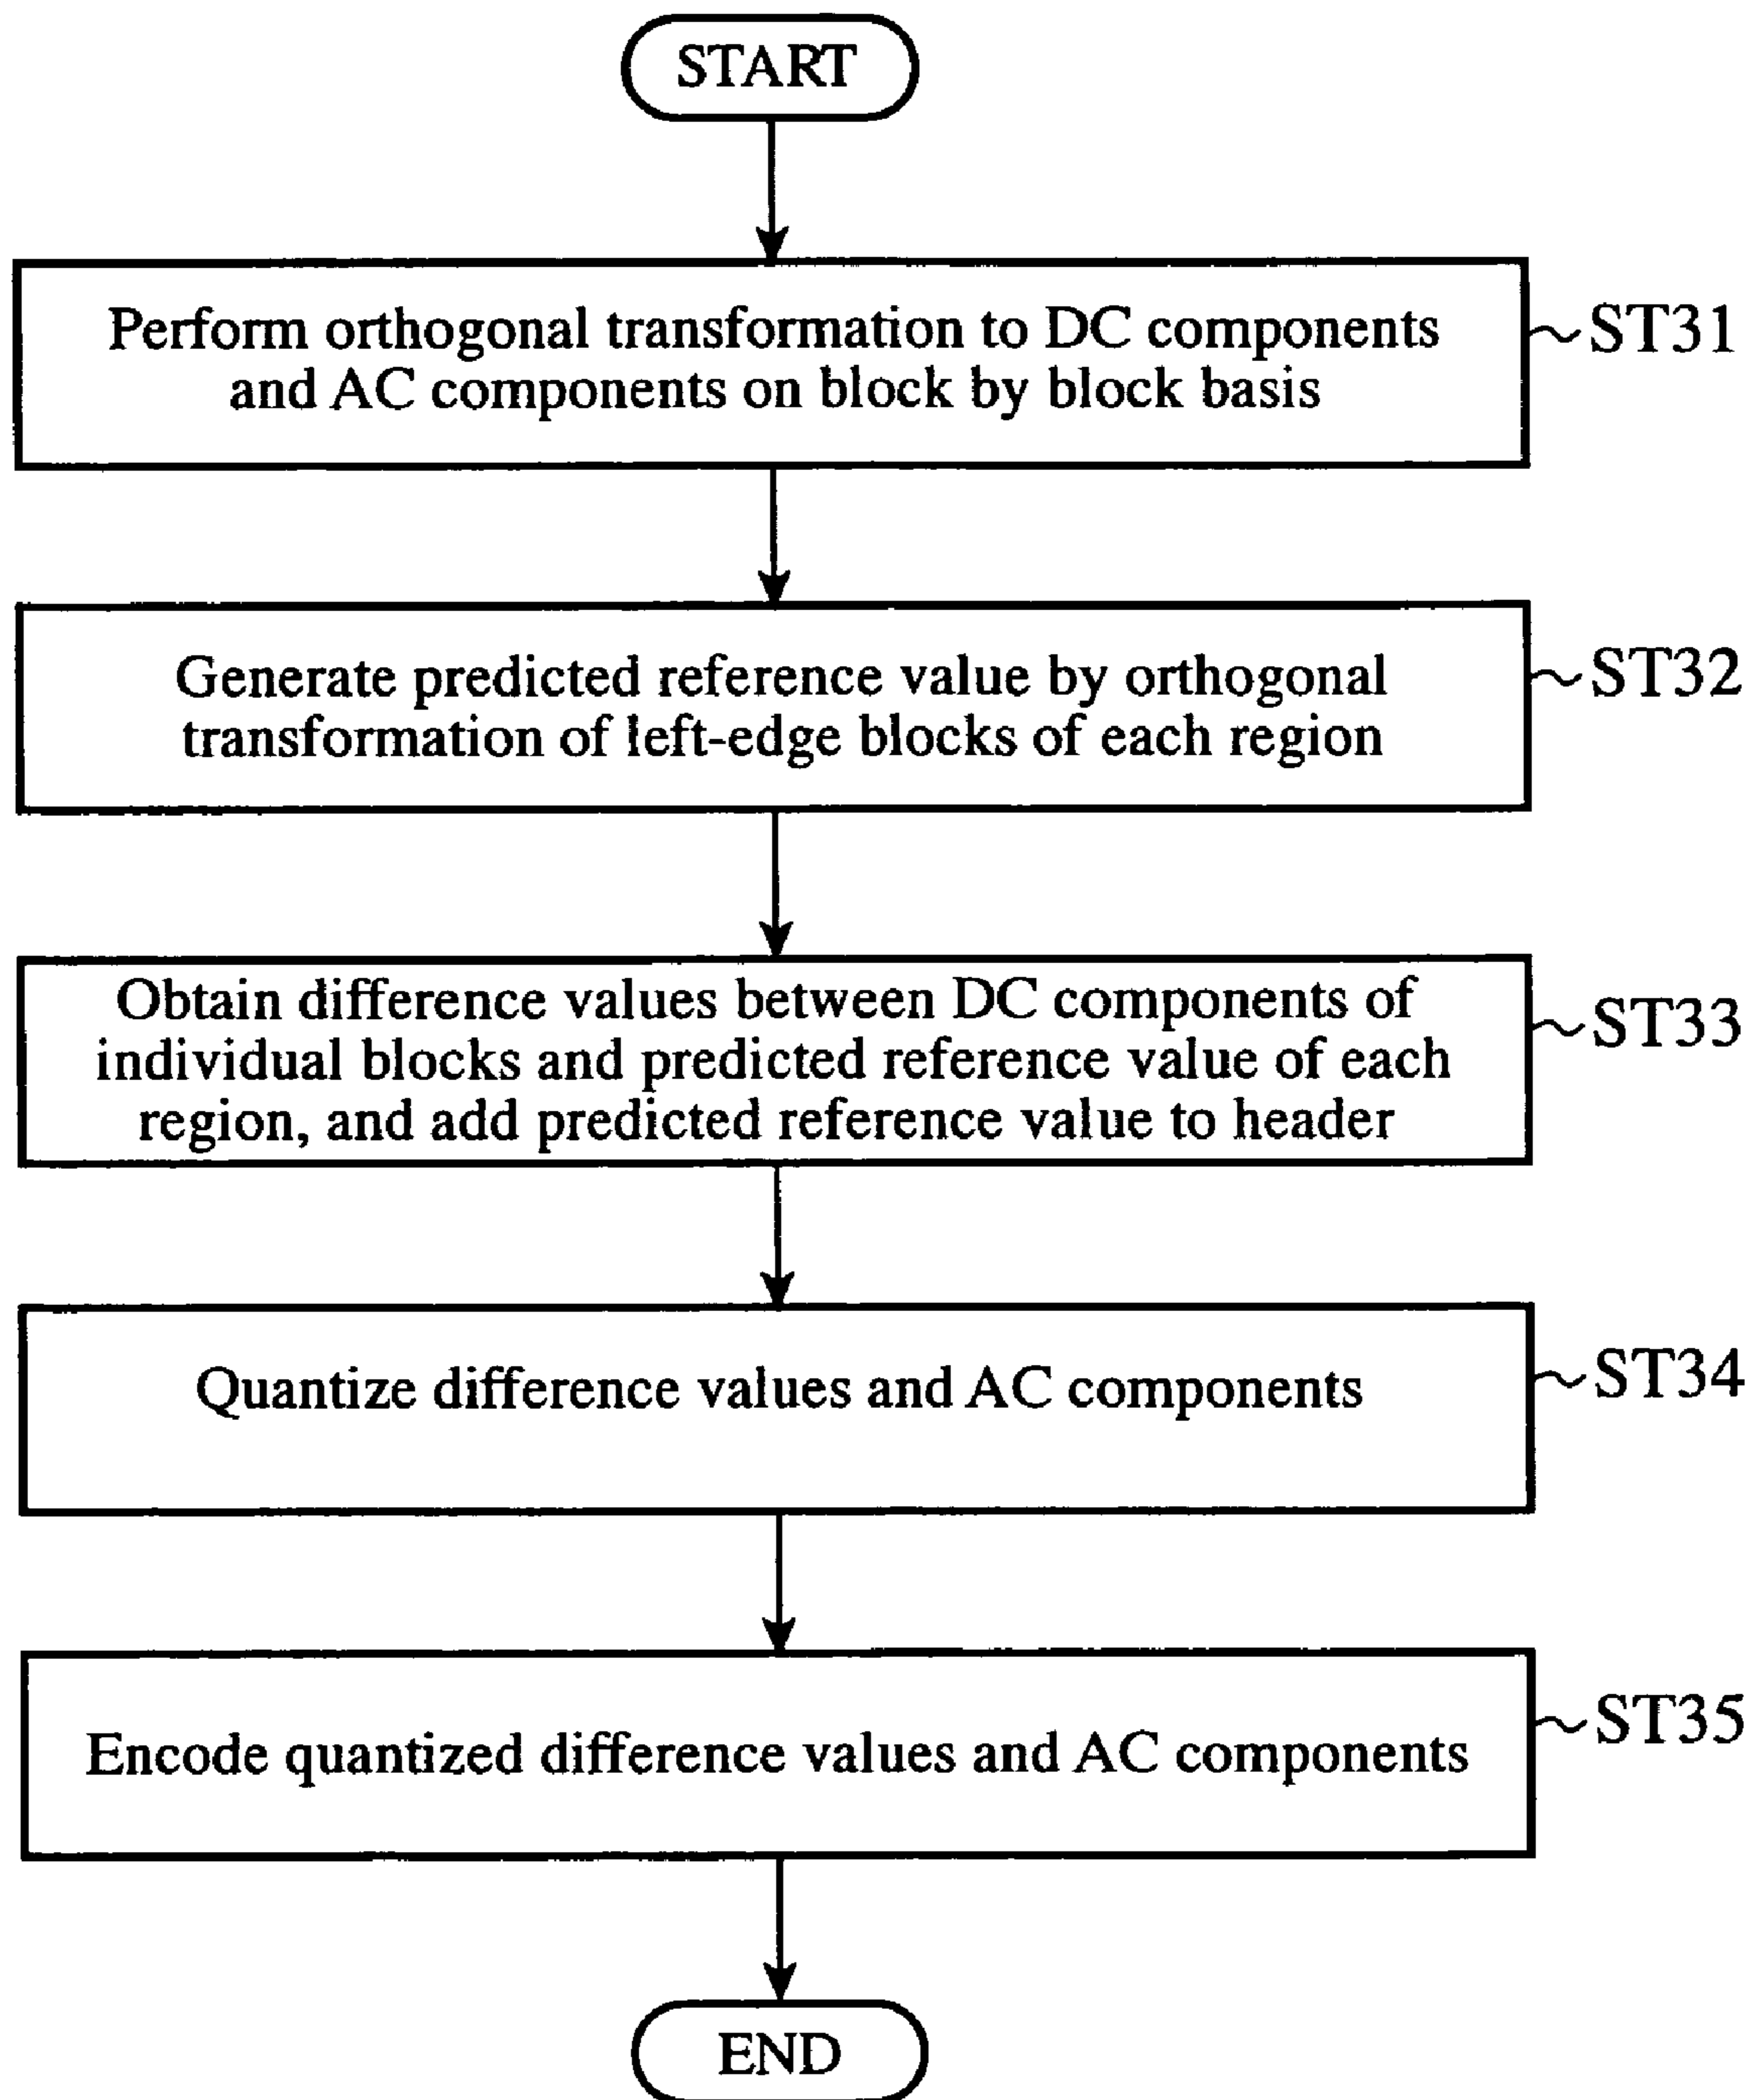 START
Perform orthogonal transformation to DC components
and AC components on block by block basis
ST31
Generate predicted reference value by orthogonal
transformation of left-edge blocks of each region
ST32
Obtain difference values between DC components of
individual blocks and predicted reference value of each
region, and add predicted reference value to header
ST33
Quantize difference values and AC components
ST34
Encode quantized difference values and AC components
ST35
END